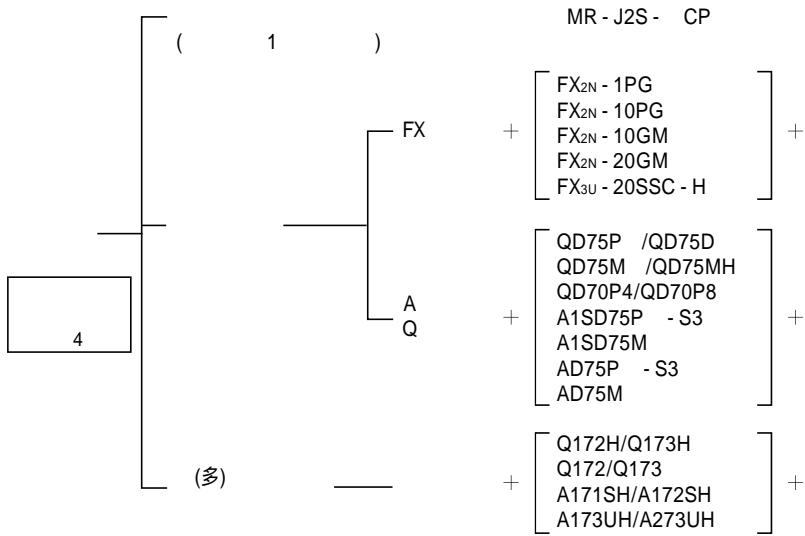 MR - J2S - CP
( 1 )
FX2N - 1PG
FX2N - 10PG
FX + +
FX2N - 10GM
FX2N - 20GM
FX3U - 20SSC - H
QD75P /QD75D
QD75M /QD75MH
QD70P4/QD70P8
A
Q
+ A1SD75P - S3 +
A1SD75M
4
AD75P - S3
AD75M
Q172H/Q173H
(多)
Q172/Q173
+ +
A171SH/A172SH
A173UH/A273UH